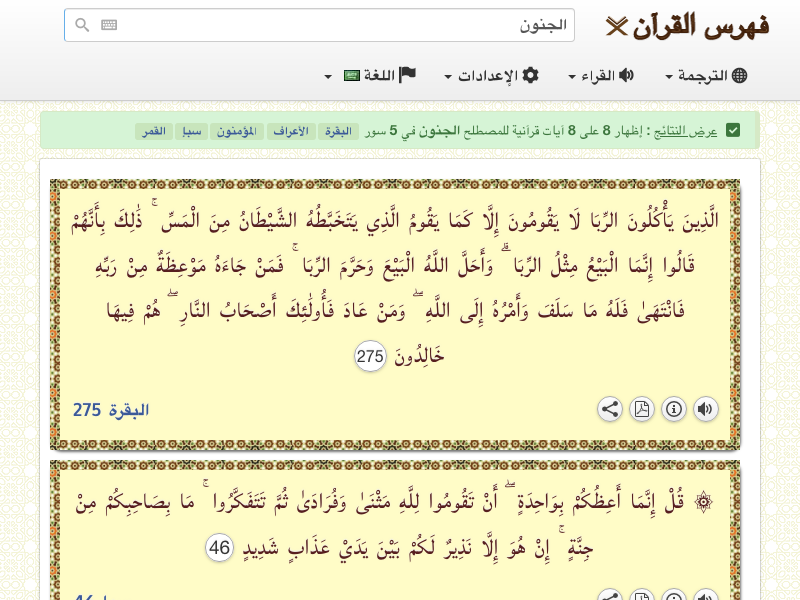 فهرس القرآن
الجنون
الترجمة القراء الإعدادات اللغة
عرض النتائج : إظهار 8 على 8 آيات قرآنية للمصطلح الجنون في 5 سور البقرة الأعراف المؤمنون سبإ القمر
الَّذِينَ يَأْكُلُونَ الرِّبَا لَا يَقُومُونَ إِلَّا كَمَا يَقُومُ الَّذِي يَتَخَبَّطُهُ الشَّيْطَانُ مِنَ الْمَسِّ ۚ ذَٰلِكَ بِأَنَّهُمْ
قَالُوا إِنَّمَا الْبَيْعُ مِثْلُ الرِّبَا ۗ وَأَحَلَّ اللَّهُ الْبَيْعَ وَحَرَّمَ الرِّبَا ۚ فَمَنْ جَاءَهُ مَوْعِظَةٌ مِنْ رَبِّهِ
فَانْتَهَىٰ فَلَهُ مَا سَلَفَ وَأَمْرُهُ إِلَى اللَّهِ ۖ وَمَنْ عَادَ فَأُولَٰئِكَ أَصْحَابُ النَّارِ ۖ هُمْ فِيهَا
خَالِدُونَ 275
البقرة 275
۞ قُلْ إِنَّمَا أَعِظُكُمْ بِوَاحِدَةٍ ۖ أَنْ تَقُومُوا لِلَّهِ مَثْنَىٰ وَفُرَادَىٰ ثُمَّ تَتَفَكَّرُوا ۚ مَا بِصَاحِبِكُمْ مِنْ
جِنَّةٍ ۚ إِنْ هُوَ إِلَّا نَذِيرٌ لَكُمْ بَيْنَ يَدَيْ عَذَابٍ شَدِيدٍ 46